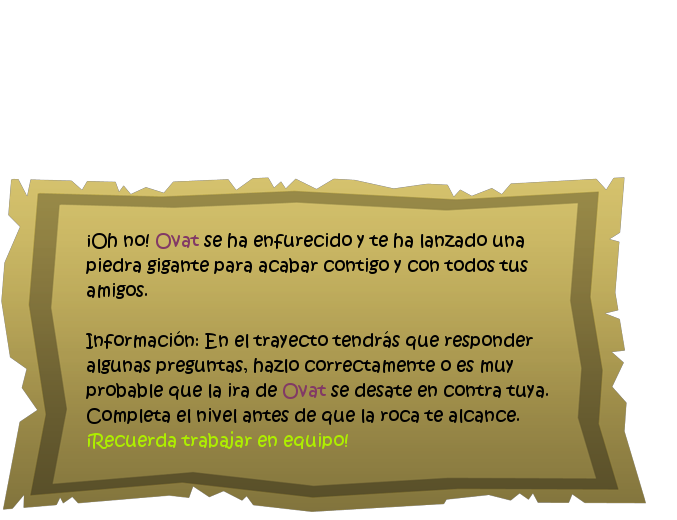 ¡Oh no! Ovat se ha enfurecido y te ha lanzado una
piedra gigante para acabar contigo y con todos tus
amigos.
Información: En el trayecto tendrás que responder
algunas preguntas, hazlo correctamente o es muy
probable que la ira de Ovat se desate en contra tuya.
Completa el nivel antes de que la roca te alcance.
¡Recuerda trabajar en equipo!